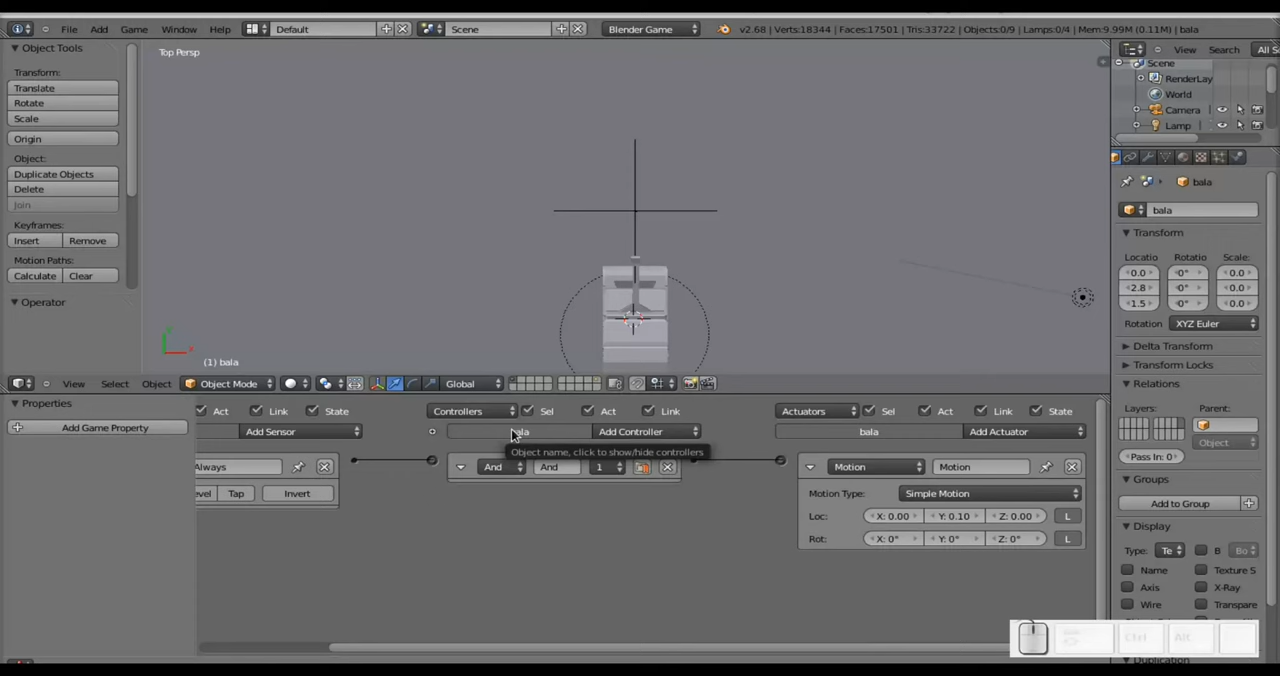 File Add Game Window Help Default Scene Blender Game v2.68 | Verts:18344 | Faces:17501 | Tris:33722 | Objects:0/9 | Lamps:0/4 | Mem:9.99M (0.11M) | bala
Object Tools
Transform:
Translate
Rotate
Scale
Origin
Object:
Duplicate Objects
Delete
Join
Keyframes:
Insert Remove
Motion Paths:
Calculate Clear
Operator
Top Persp
(1) bala
View Search All S
Scene
RenderLay
World
Camera
Lamp
bala
bala
Transform
Locatio Rotatio Scale:
0.0 0° 0.0
2.8 0° 0.0
1.5 0° 0.0
Rotation XYZ Euler
Delta Transform
Transform Locks
Relations
Layers: Parent:
Object
Pass In: 0
Groups
Add to Group
Display
Type: Te B Bo
Name Texture S
Axis X-Ray
Wire Transpare
Duplication
View Select Object Object Mode Global
Properties
Add Game Property
Act Link State Controllers Sel Act Link Actuators Sel Act Link State
Add Sensor bala Add Controller bala Add Actuator
Object name, click to show/hide controllers
Always And And 1 Motion Motion
evel Tap Invert
Motion Type: Simple Motion
Loc: X: 0.00 Y: 0.10 Z: 0.00 L
Rot: X: 0° Y: 0° Z: 0° L
Ctrl